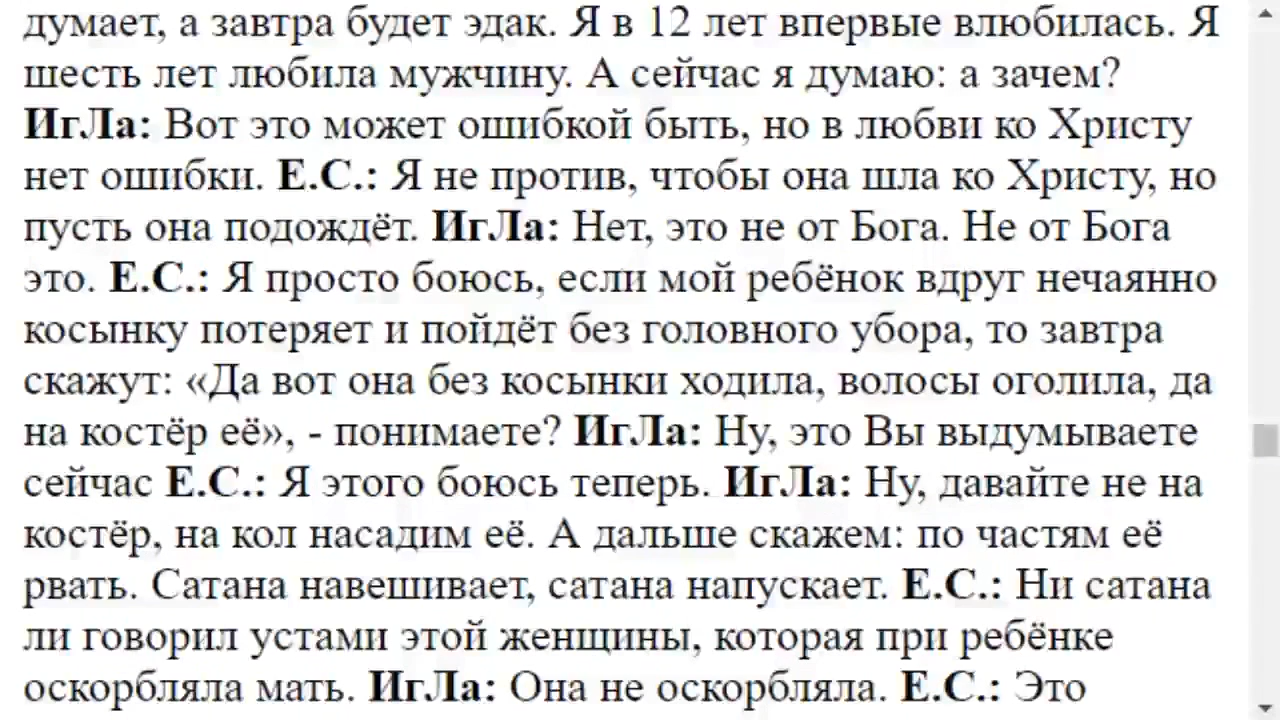 думает, а завтра будет эдак. Я в 12 лет впервые влюбилась. Я
шесть лет любила мужчину. А сейчас я думаю: а зачем?
ИгЛа: Вот это может ошибкой быть, но в любви ко Христу
нет ошибки. Е.С.: Я не против, чтобы она шла ко Христу, но
пусть она подождёт. ИгЛа: Нет, это не от Бога. Не от Бога
это. Е.С.: Я просто боюсь, если мой ребёнок вдруг нечаянно
косынку потеряет и пойдёт без головного убора, то завтра
скажут: «Да вот она без косынки ходила, волосы оголила, да
на костёр её», - понимаете? ИгЛа: Ну, это Вы выдумываете
сейчас Е.С.: Я этого боюсь теперь. ИгЛа: Ну, давайте не на
костёр, на кол насадим её. А дальше скажем: по частям её
рвать. Сатана навешивает, сатана напускает. Е.С.: Ни сатана
ли говорил устами этой женщины, которая при ребёнке
оскорбляла мать. ИгЛа: Она не оскорбляла. Е.С.: Это